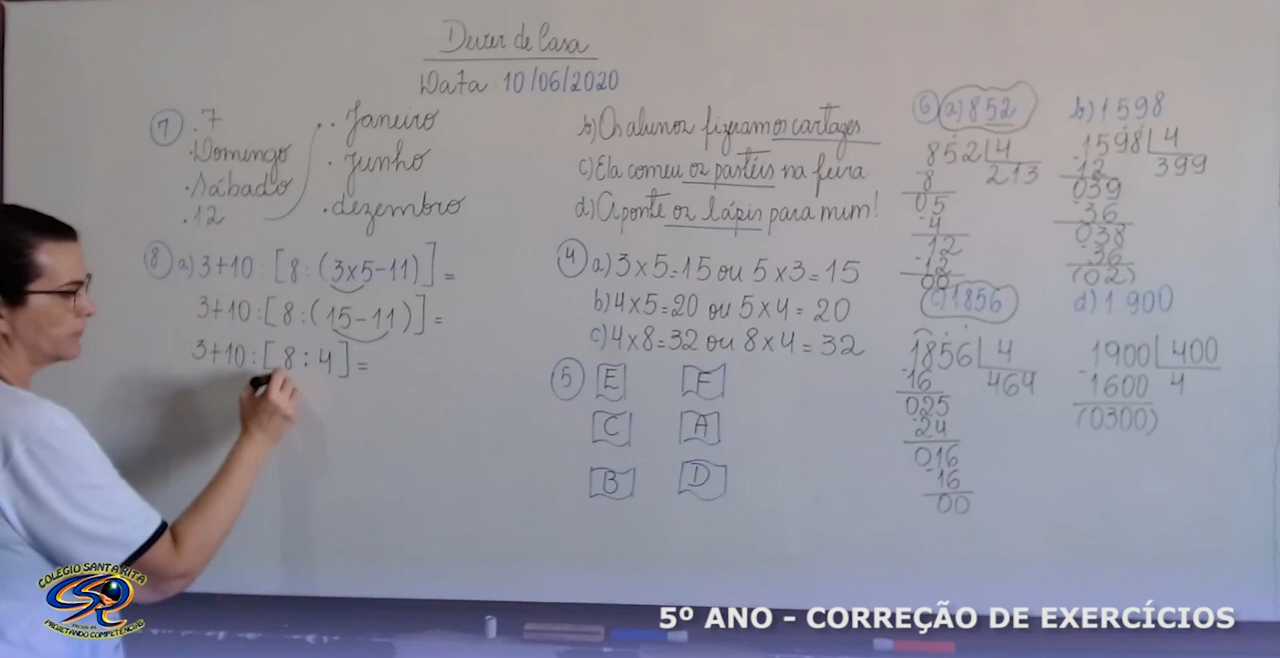 Dever de Casa
Data: 10/06/2020
7 . 7
. Domingo
. Sábado
. 12
. Janeiro
. Junho
. dezembro
8 a) 3+10 : [8 : (3x5-11)] =
3+10 : [8 : (15-11)] =
3+10 : [8 : 4] =
b) Os alunos fizeram os cartazes
c) Ela comeu os pastéis na feira
d) Aponte os lápis para mim!
4 a) 3x5=15 ou 5x3=15
b) 4x5=20 ou 5x4=20
c) 4x8=32 ou 8x4=32
5 E F
C A
B D
6 a) 852
852 4
-8 213
05
-4
12
-12
00
b) 1598
1598 4
-12 399
039
-36
038
-36
(02)
c) 1856
1856 4
-16 464
025
-24
016
-16
00
d) 1900
1900 400
-1600 4
(0300)
COLÉGIO SANTA RITA
PROJETANDO COMPETÊNCIAS
5º ANO - CORREÇÃO DE EXERCÍCIOS